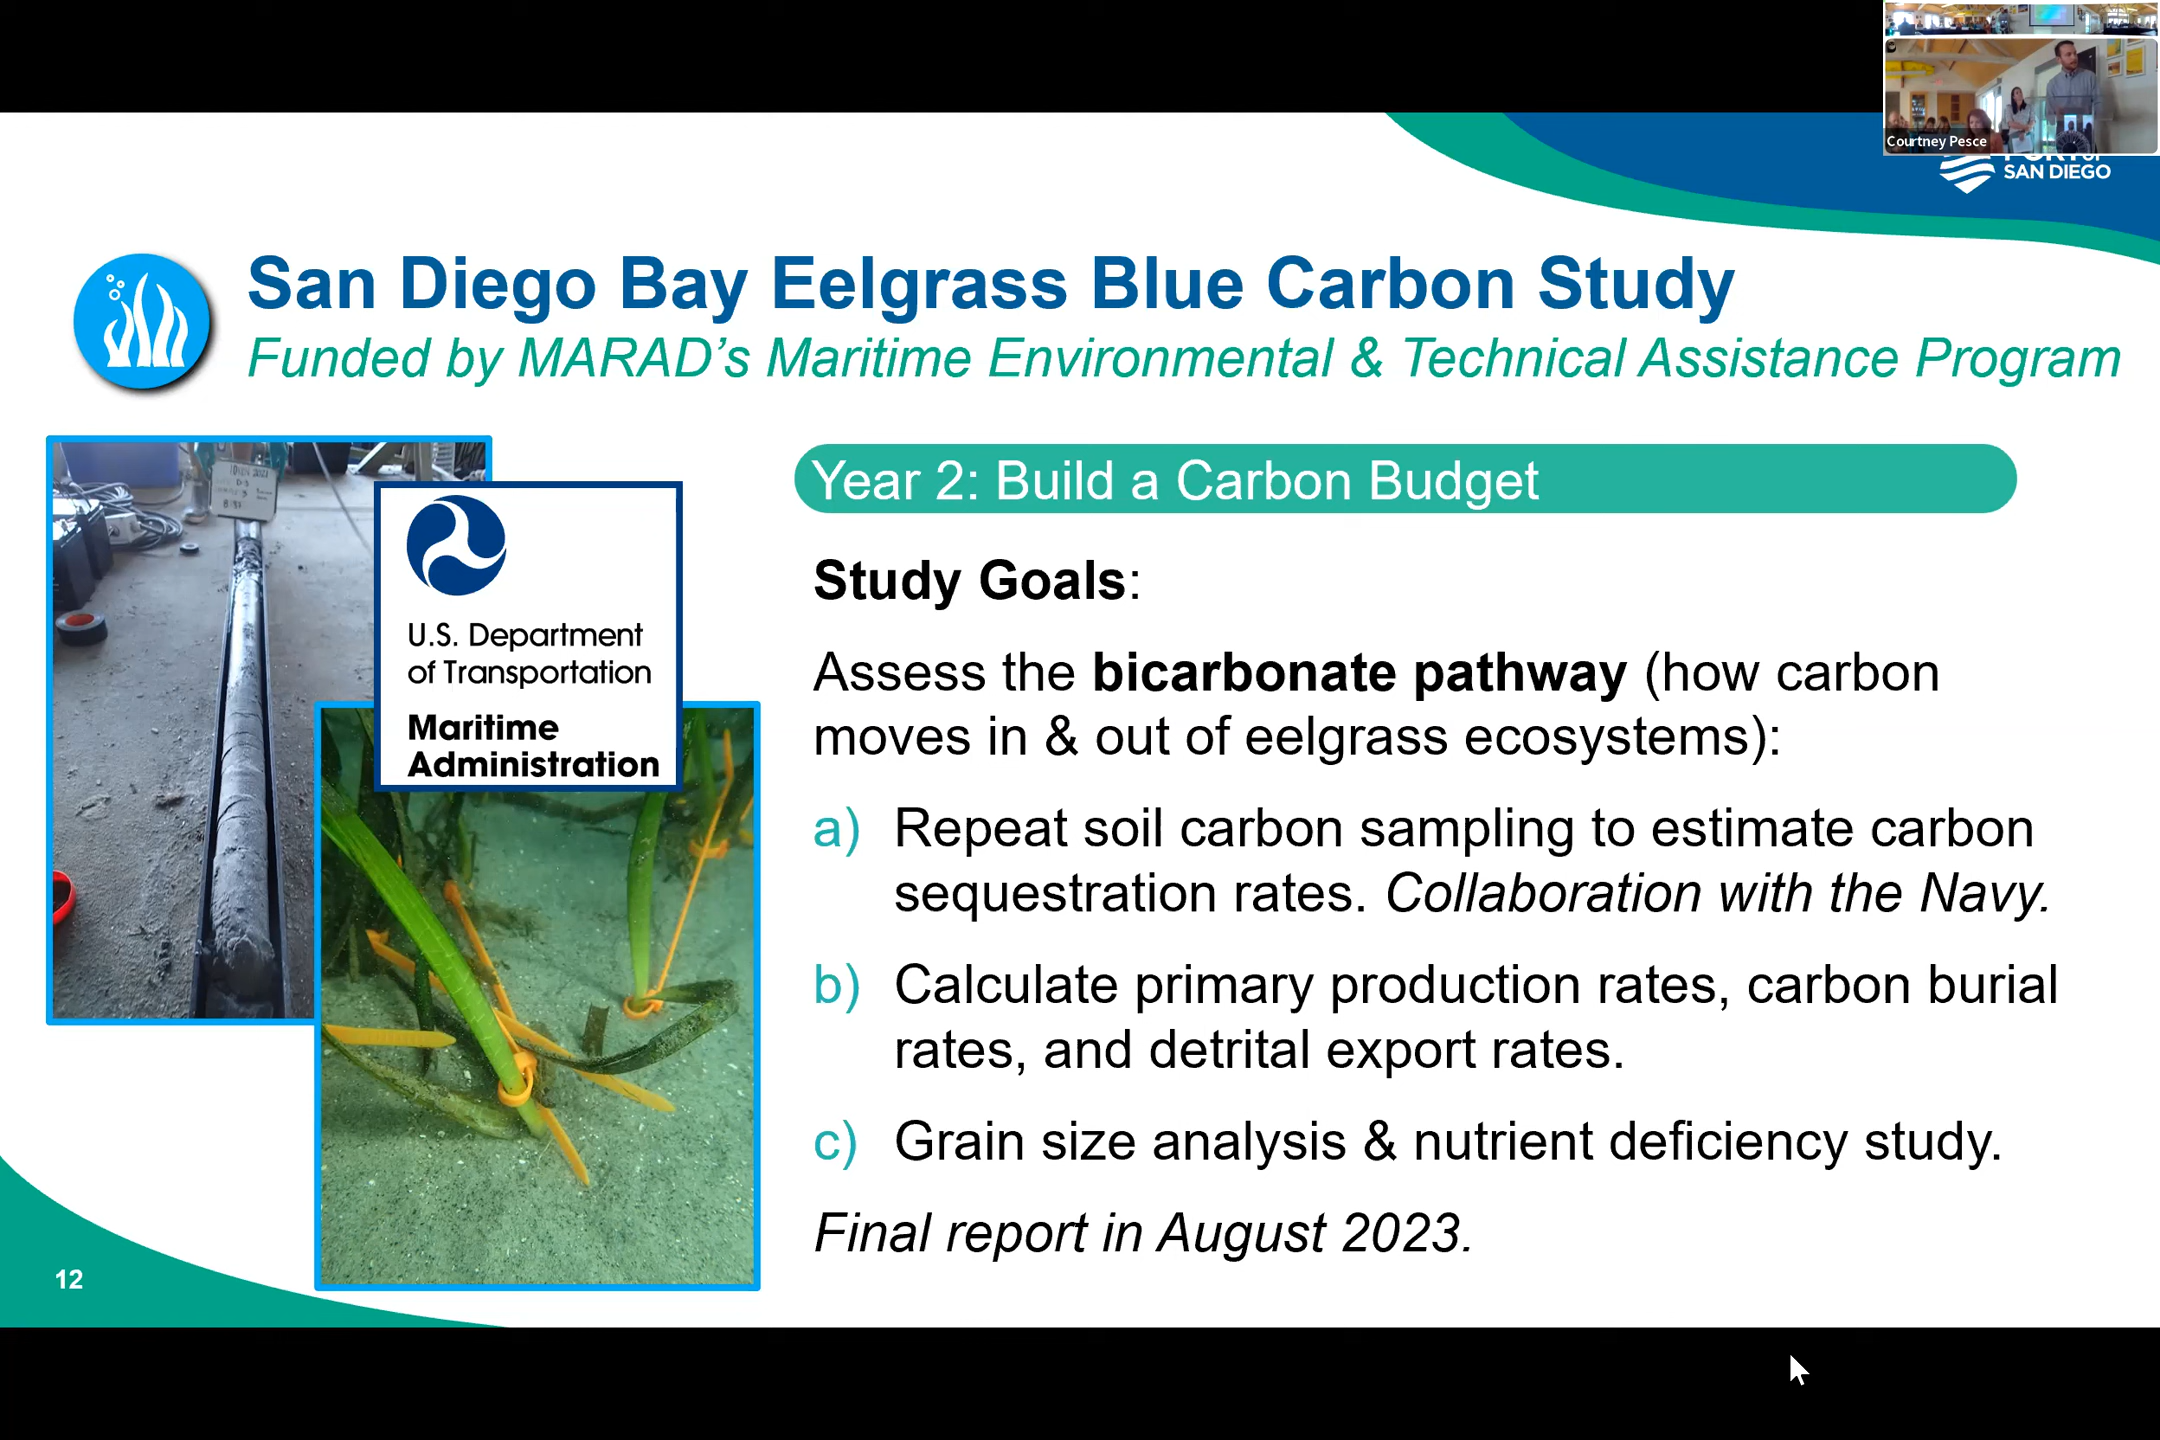 Courtney Pesce
SAN DIEGO
San Diego Bay Eelgrass Blue Carbon Study
Funded by MARAD’s Maritime Environmental & Technical Assistance Program
U.S. Department
of Transportation
Maritime
Administration
Year 2: Build a Carbon Budget
Study Goals:
Assess the bicarbonate pathway (how carbon
moves in & out of eelgrass ecosystems):
a) Repeat soil carbon sampling to estimate carbon
sequestration rates. Collaboration with the Navy.
b) Calculate primary production rates, carbon burial
rates, and detrital export rates.
c) Grain size analysis & nutrient deficiency study.
Final report in August 2023.
12